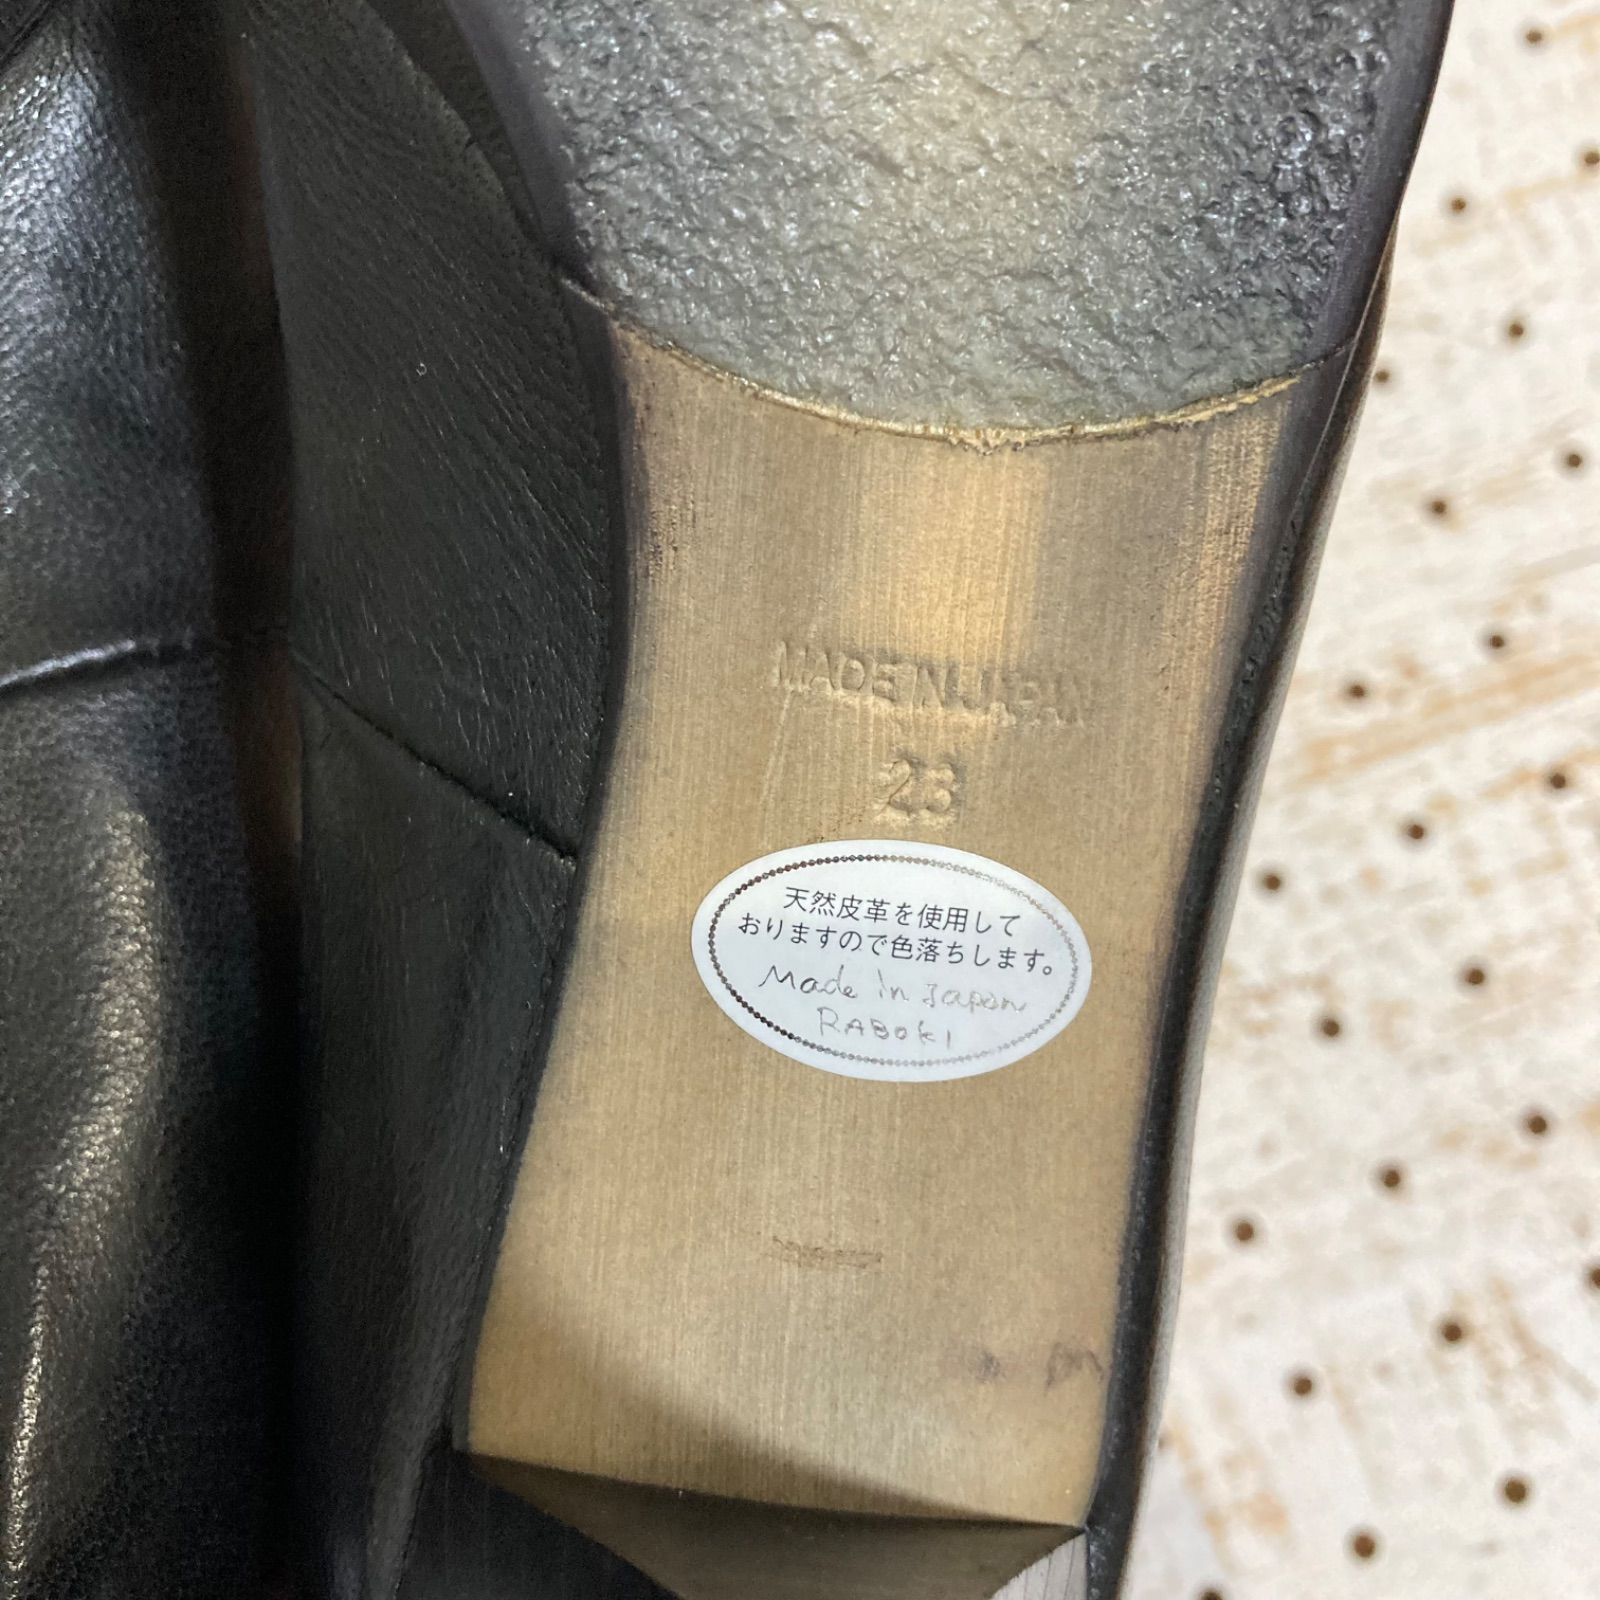 MADE IN JAPAN
23
天然皮革を使用して
おりますので色落ちします。
Made in Japan
RABOKI